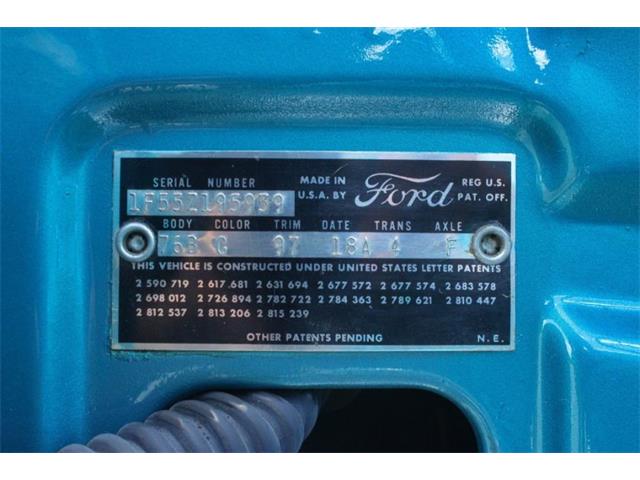 SERIAL NUMBER MADE IN U.S.A. BY Ford REG U.S. PAT. OFF.
1F55Z195939
BODY COLOR TRIM DATE TRANS AXLE
76B G 97 18A 4 F
THIS VEHICLE IS CONSTRUCTED UNDER UNITED STATES LETTER PATENTS
2 590 719 2 617 681 2 631 694 2 677 572 2 677 574 2 683 578
2 698 012 2 726 894 2 782 722 2 784 363 2 789 621 2 810 447
2 812 537 2 813 206 2 815 239
OTHER PATENTS PENDING N.E.